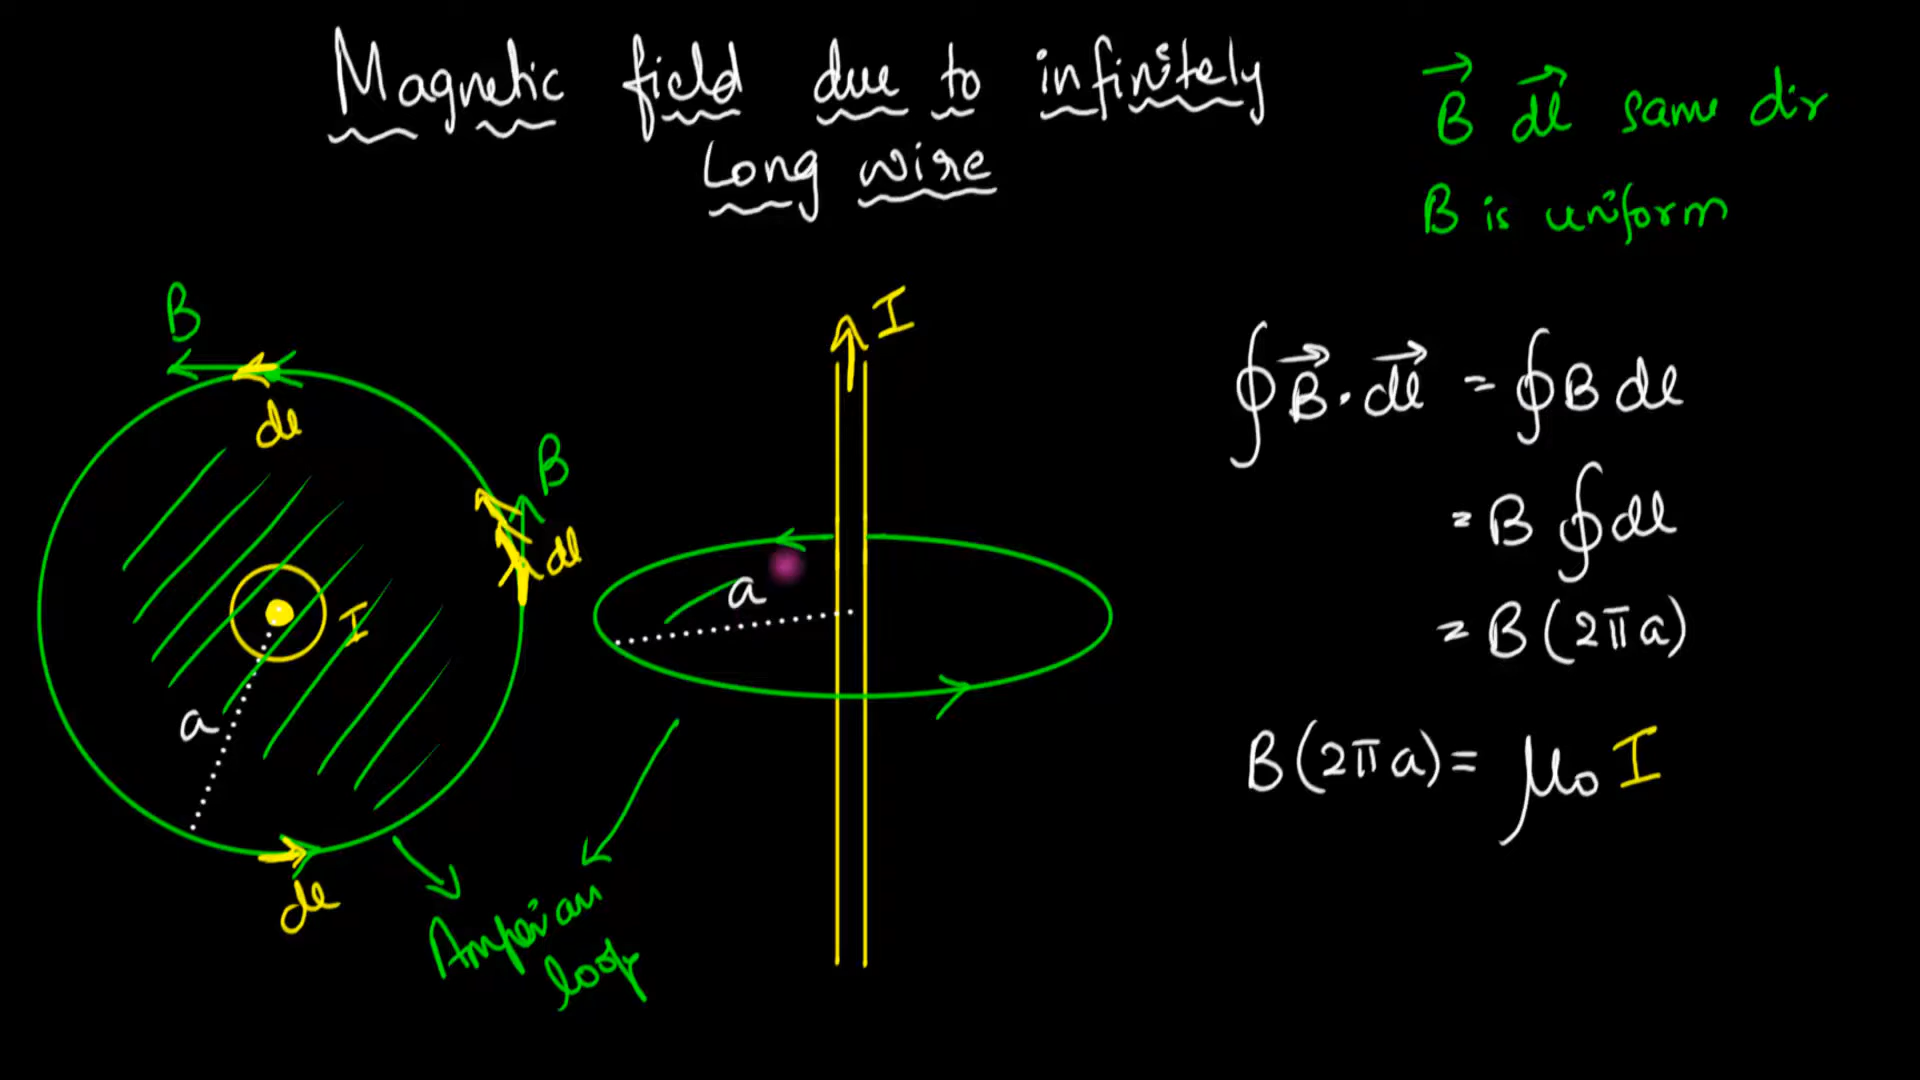 Magnetic field due to infinitely
Long wire
B⃗ dl⃗ same dir
B is uniform
B
dl
B
dl
I
a
dl
I
a
Amperian
loop
∮B⃗·dl⃗ = ∮B dl
= B ∮dl
= B(2πa)
B(2πa) = μ₀ I